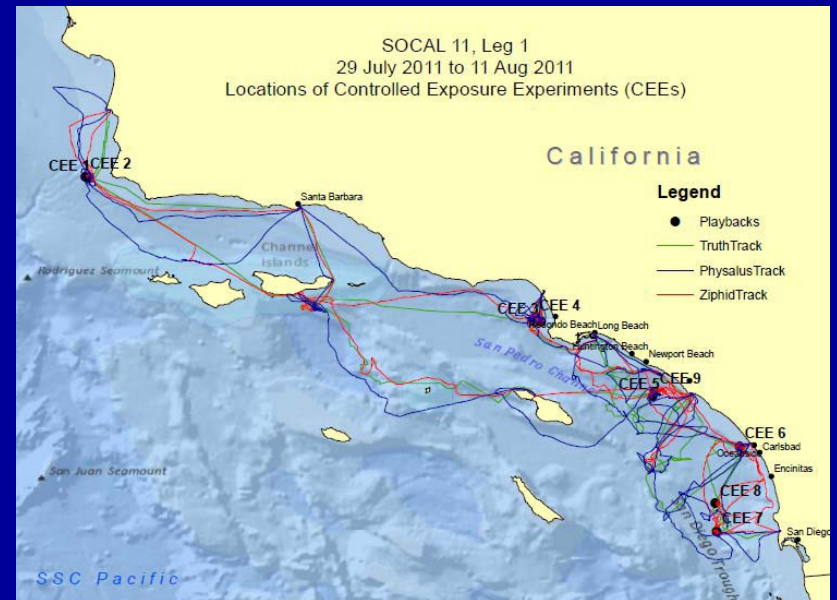 SOCAL 11, Leg 1
29 July 2011 to 11 Aug 2011
Locations of Controlled Exposure Experiments (CEEs)
California
CEE 1
CEE 2
Legend
Playbacks
TruthTrack
PhysalusTrack
ZiphidTrack
Santa Barbara
Channel
Islands
Rodriguez Seamount
CEE 3
CEE 4
Redondo Beach
Long Beach
Huntington Beach
Newport Beach
San Pedro Channel
CEE 5
CEE 9
CEE 6
Oceanside
Carlsbad
Encinitas
San Juan Seamount
CEE 8
CEE 7
San Diego
San Diego Trough
SSC Pacific